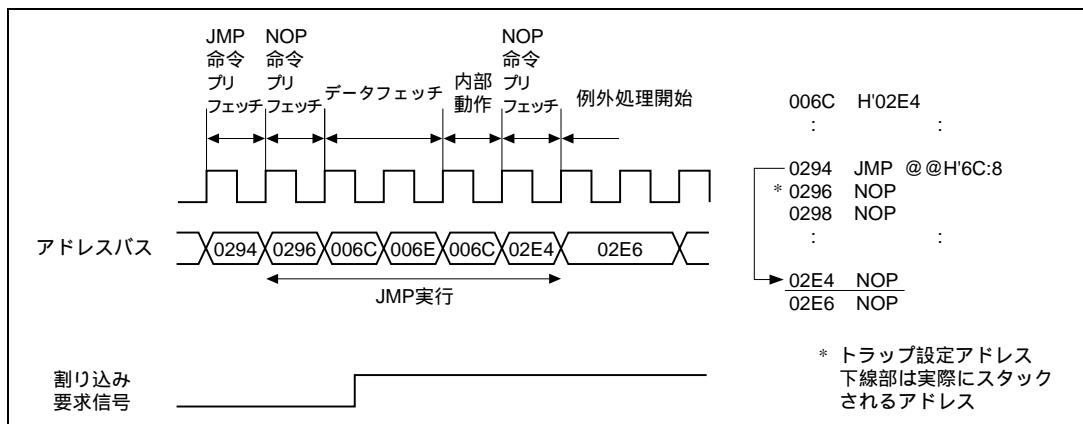 JMP
命令
プリ
フェッチ
NOP
命令
プリ
フェッチ
データフェッチ
内部
動作
NOP
命令
プリ
フェッチ
例外処理開始
アドレスバス
0294 0296 006C 006E 006C 02E4 02E6
JMP実行
割り込み
要求信号
006C H'02E4
: :
0294 JMP @@H'6C:8
* 0296 NOP
0298 NOP
: :
02E4 NOP
02E6 NOP
* トラップ設定アドレス
下線部は実際にスタック
されるアドレス